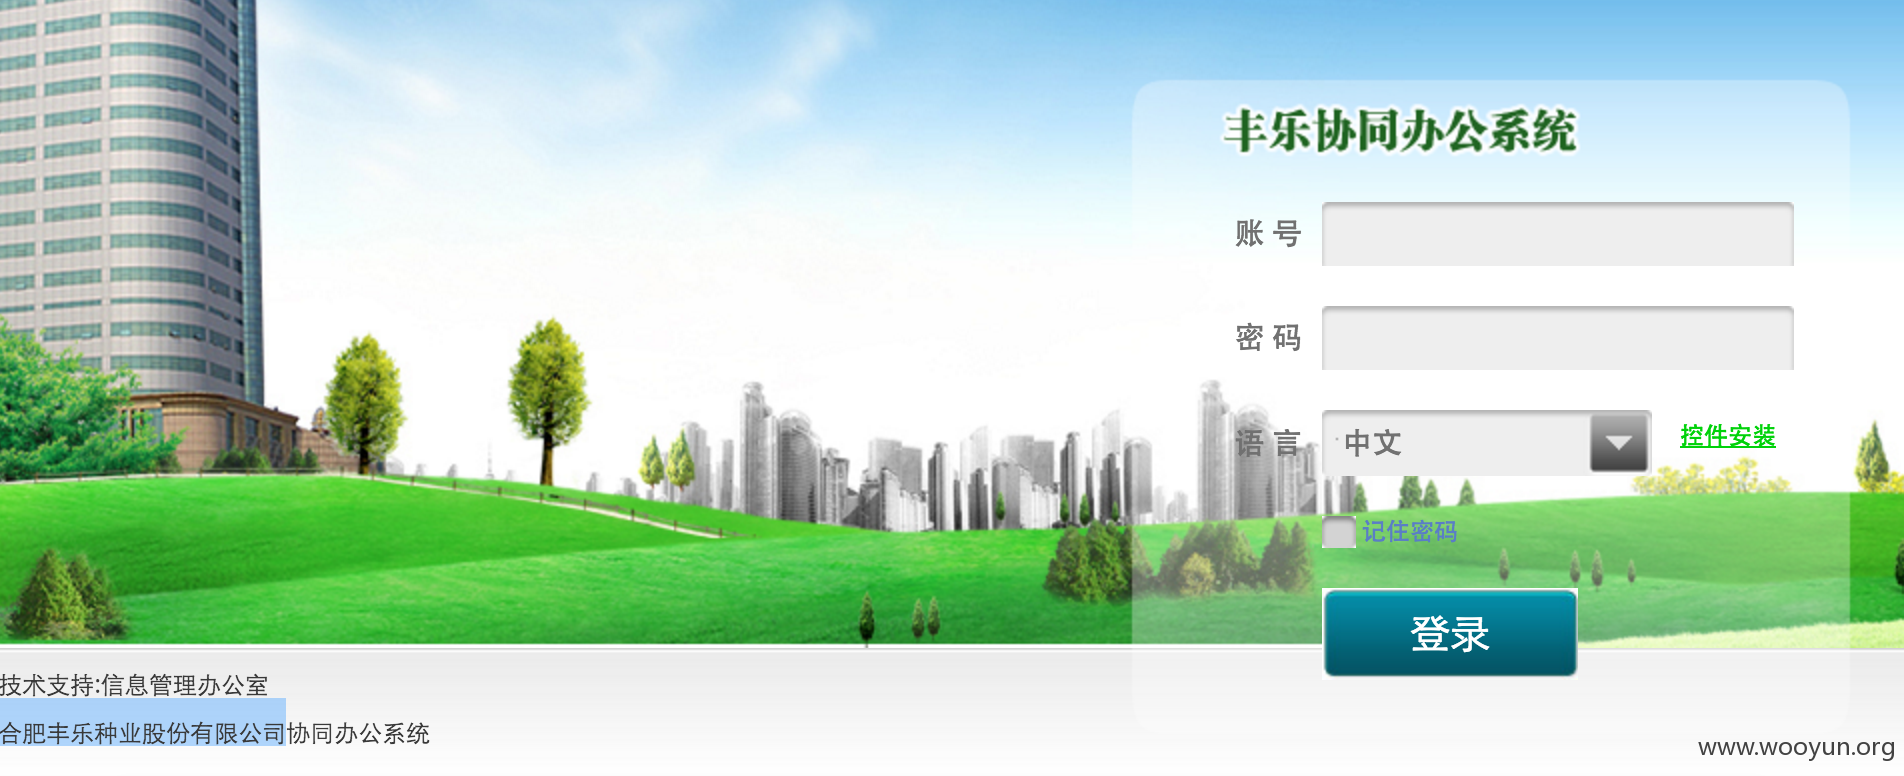 丰乐协同办公系统
账 号
密 码
语 言 中文 控件安装
记住密码
登录
技术支持:信息管理办公室
合肥丰乐种业股份有限公司协同办公系统
www.wooyun.org